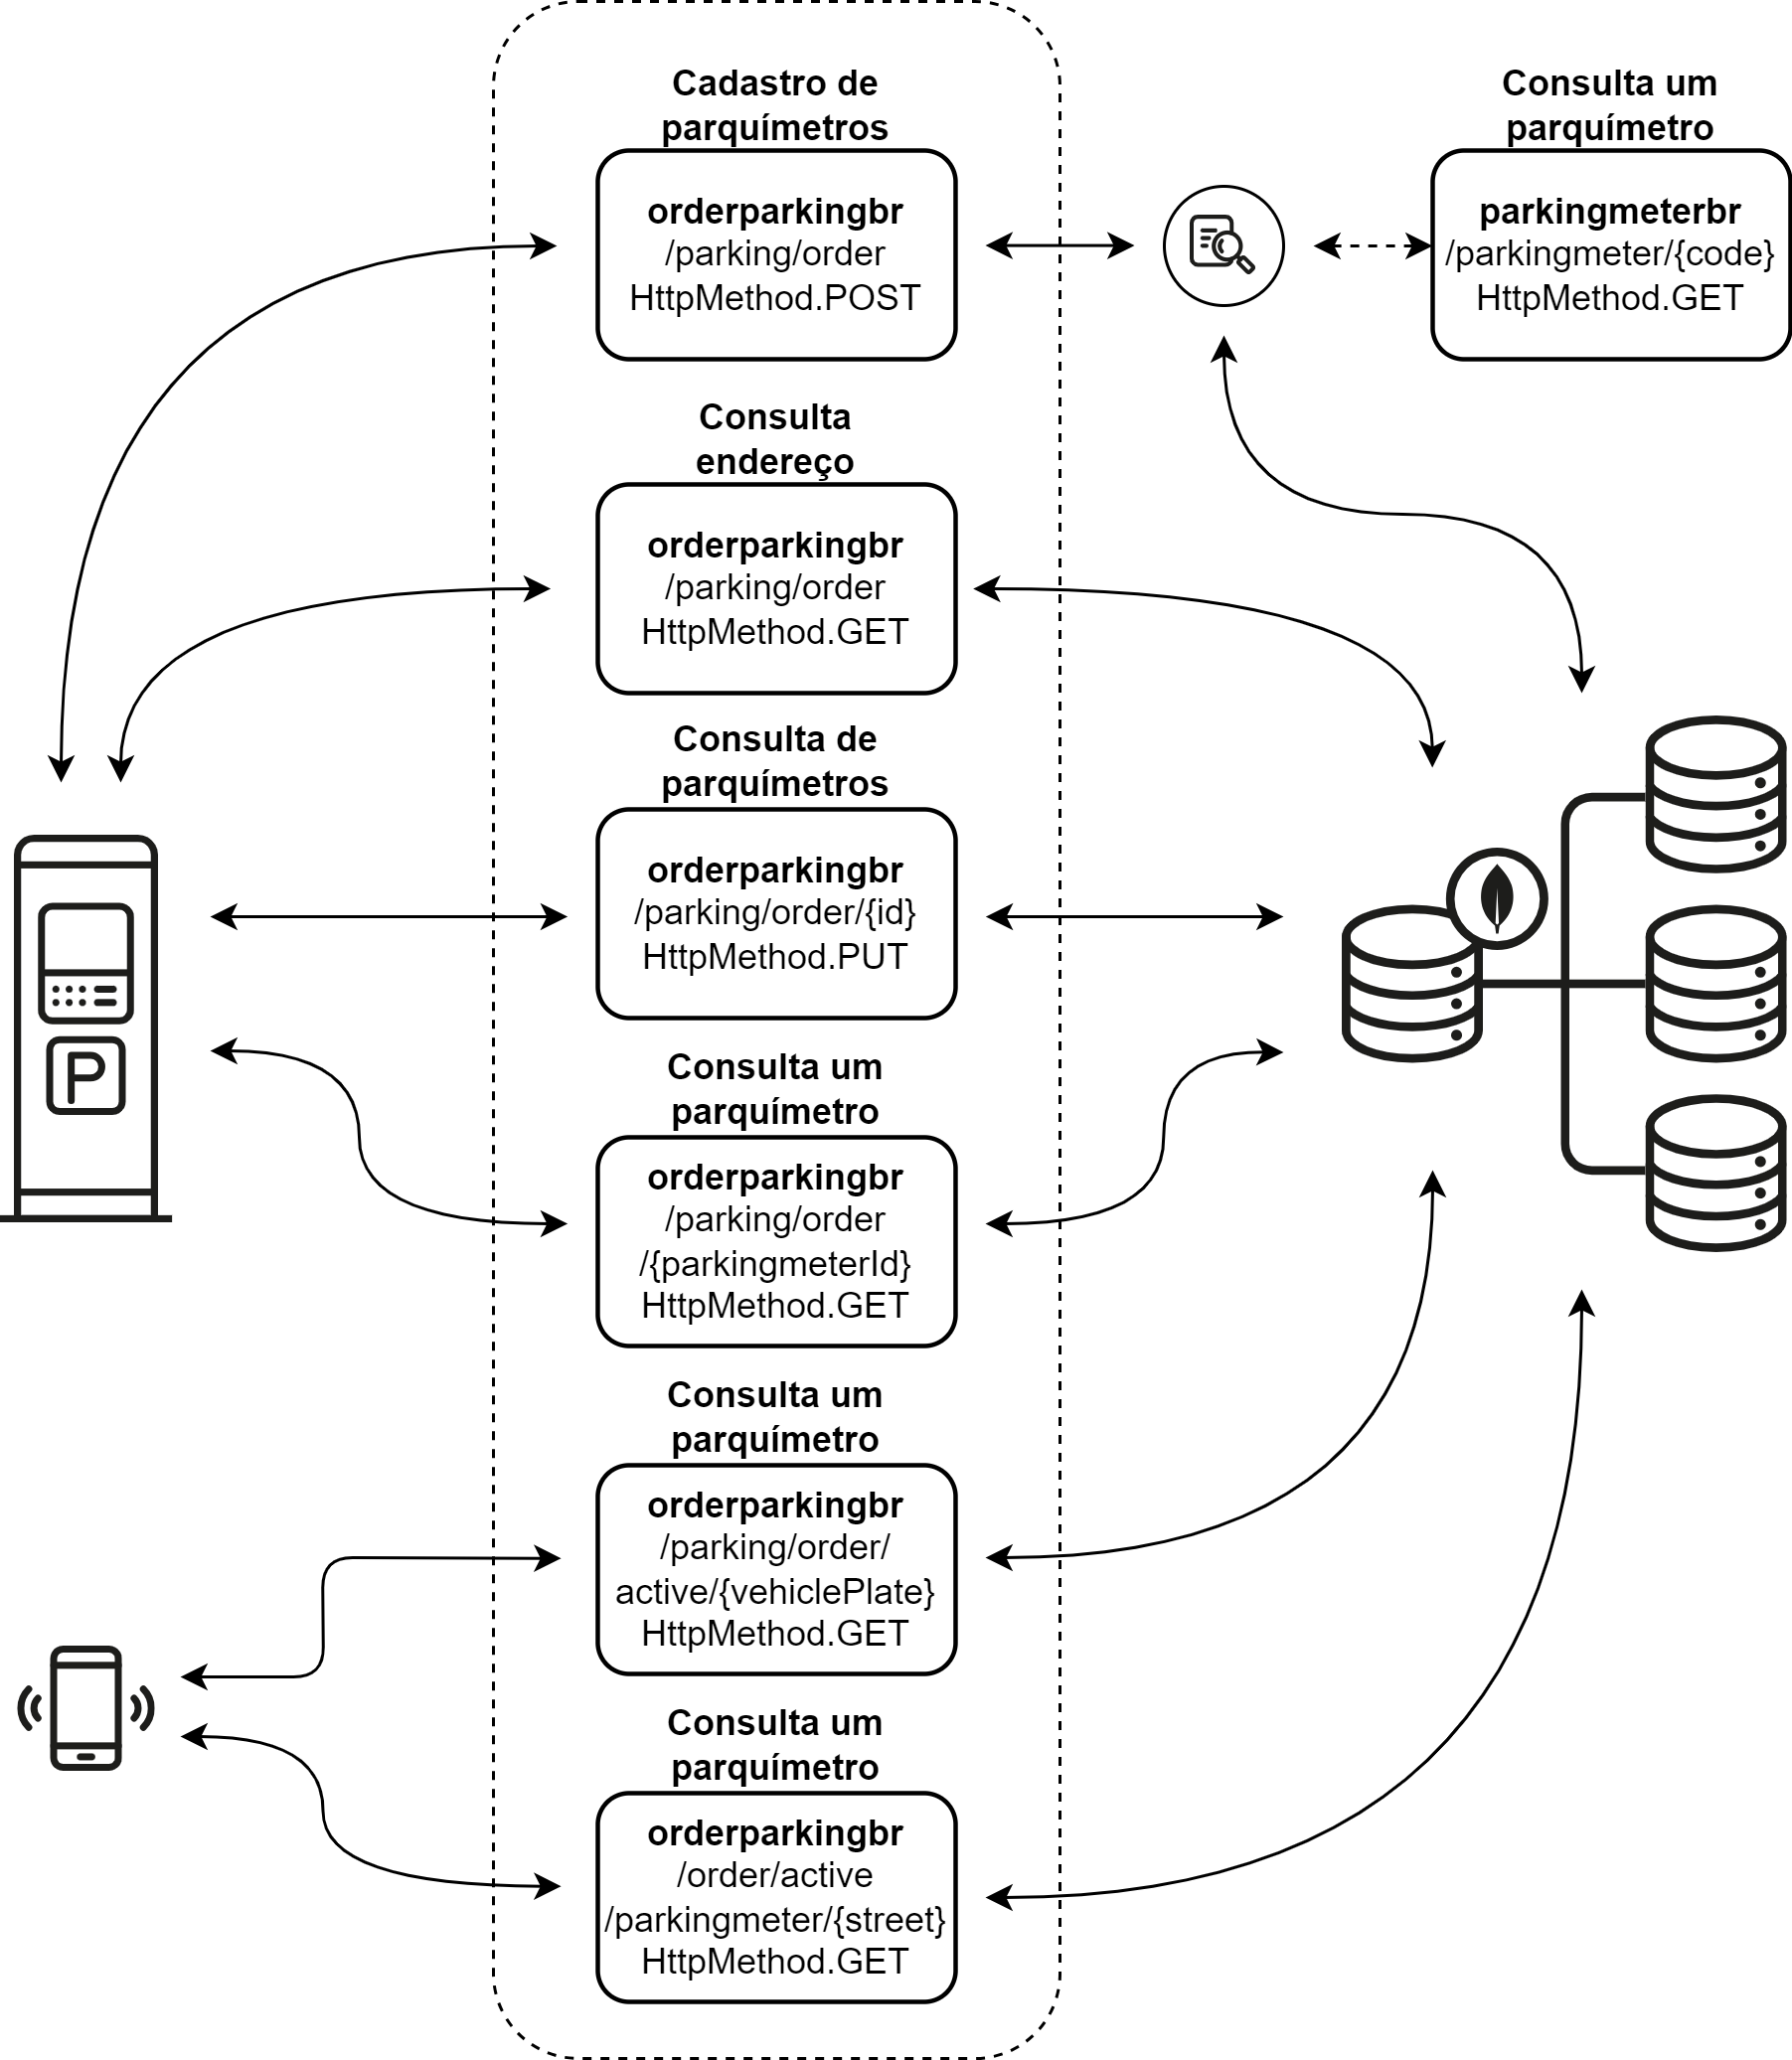 Cadastro de
parquímetros
orderparkingbr
/parking/order
HttpMethod.POST
Consulta um
parquímetro
parkingmeterbr
/parkingmeter/{code}
HttpMethod.GET
Consulta
endereço
orderparkingbr
/parking/order
HttpMethod.GET
Consulta de
parquímetros
orderparkingbr
/parking/order/{id}
HttpMethod.PUT
P
Consulta um
parquímetro
orderparkingbr
/parking/order
/{parkingmeterId}
HttpMethod.GET
Consulta um
parquímetro
orderparkingbr
/parking/order/
active/{vehiclePlate}
HttpMethod.GET
Consulta um
parquímetro
orderparkingbr
/order/active
/parkingmeter/{street}
HttpMethod.GET